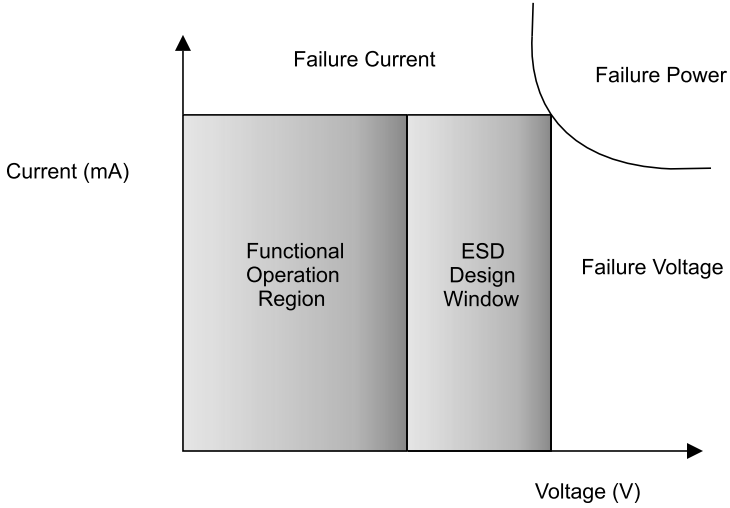 Failure Current
Failure Power
Current (mA)
Functional
Operation
Region
ESD
Design
Window
Failure Voltage
Voltage (V)